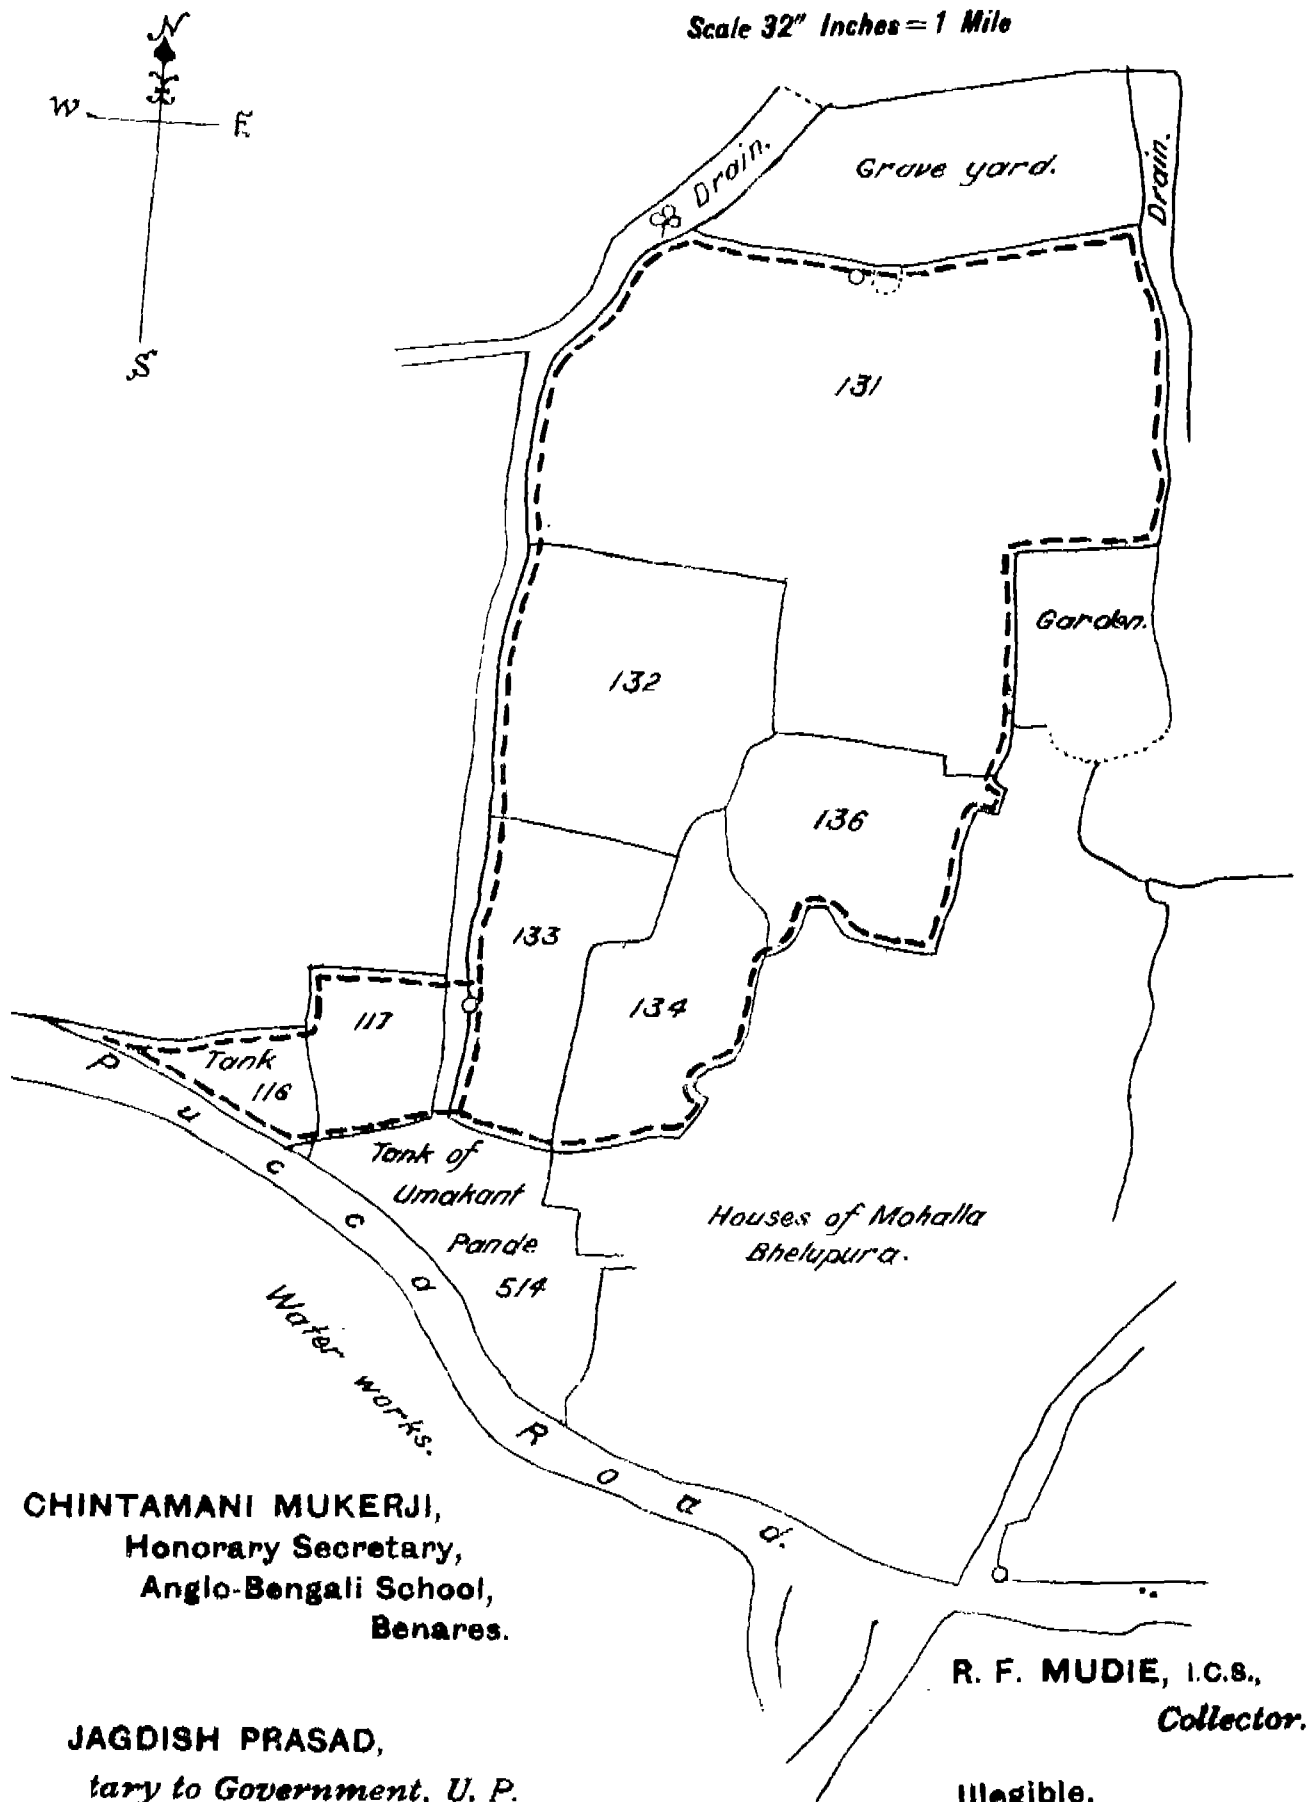 Scale 32" Inches = 1 Mile
N
W E
S
Drain.
Grave yard.
Drain.
131
Garden.
132
136
133
134
117
Tank
116
Pucca Road.
Tank of
Umakant
Pande
514
Houses of Mohalla
Bhelupura.
Water works.
CHINTAMANI MUKERJI,
Honorary Secretary,
Anglo-Bengali School,
Benares.
R. F. MUDIE, I.C.S.,
Collector.
JAGDISH PRASAD,
tary to Government, U. P.
Illegible.